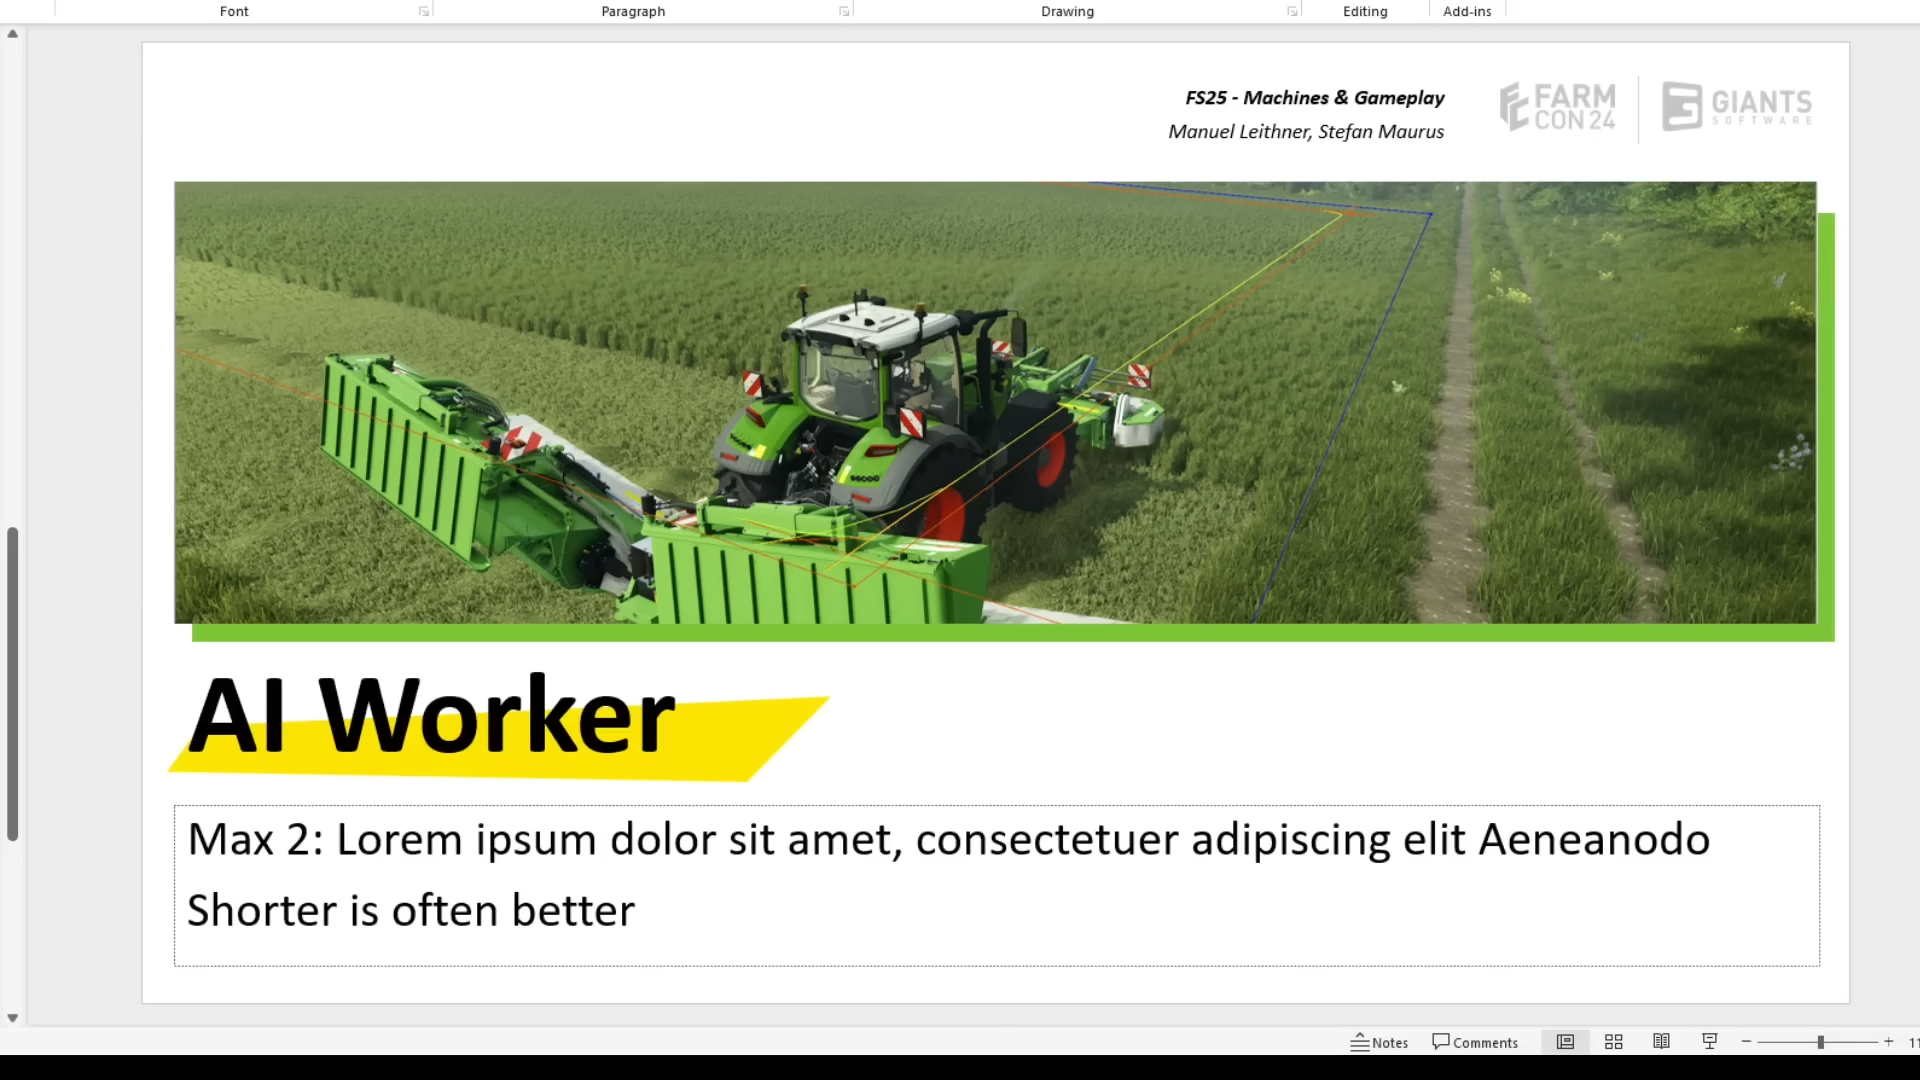 Font
Paragraph
Drawing
Editing
Add-ins
FS25 - Machines & Gameplay
Manuel Leithner, Stefan Maurus
FARM
CON 24
GIANTS
SOFTWARE
AI Worker
Max 2: Lorem ipsum dolor sit amet, consectetuer adipiscing elit Aeneanodo
Shorter is often better
Notes
Comments